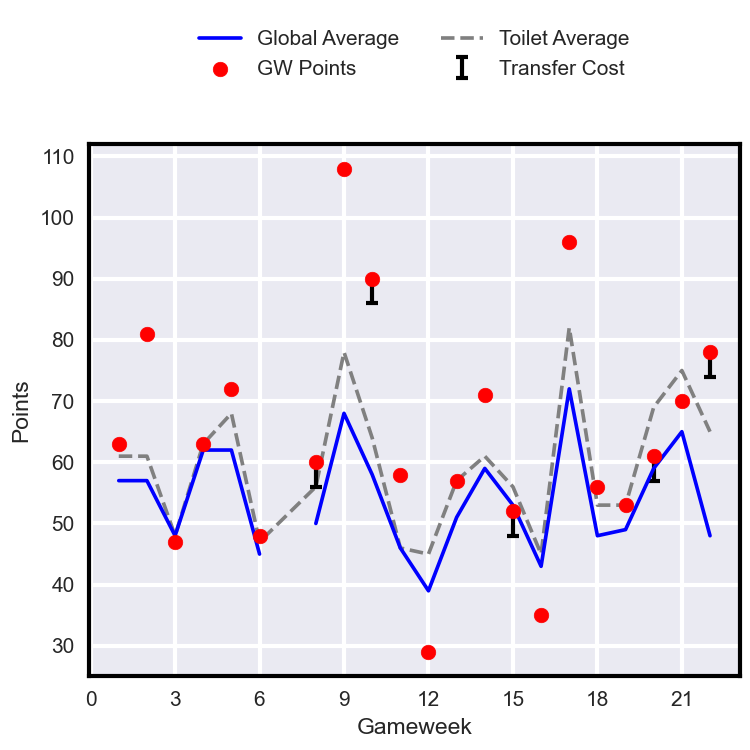 Global Average
Toilet Average
GW Points
Transfer Cost
110
100
90
80
70
60
50
40
30
Points
0 3 6 9 12 15 18 21
Gameweek